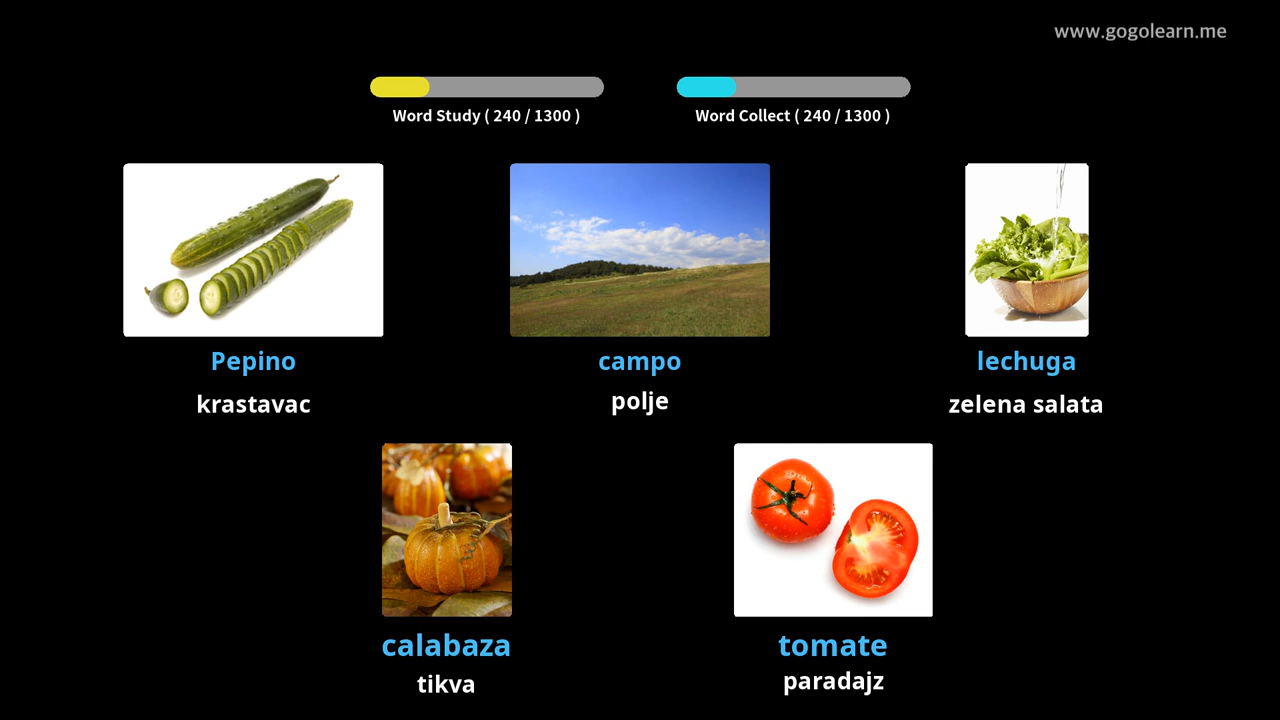 www.gogolearn.me
Word Study ( 240 / 1300 )
Word Collect ( 240 / 1300 )
Pepino
campo
lechuga
krastavac
polje
zelena salata
calabaza
tomate
tikva
paradajz